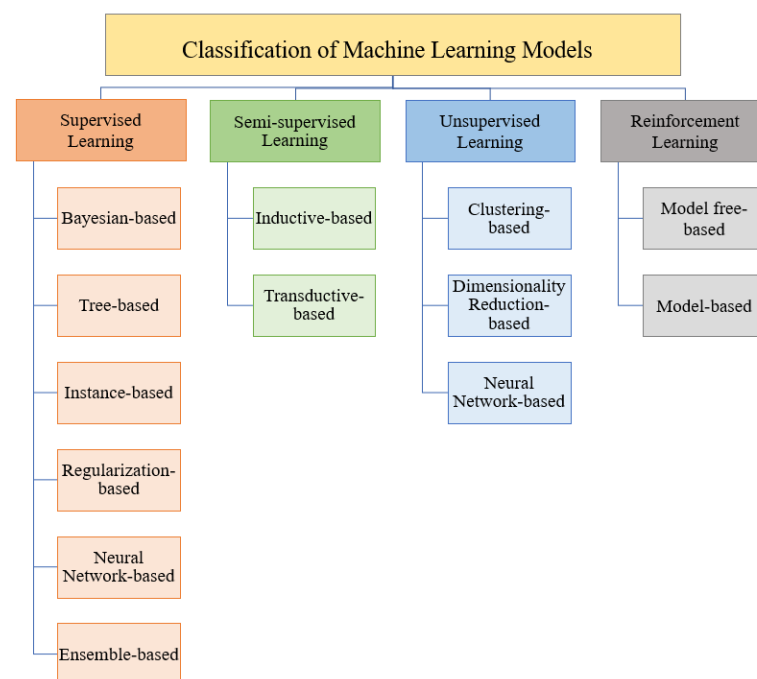 Classification of Machine Learning Models
Supervised
Learning
Bayesian-based
Tree-based
Instance-based
Regularization-
based
Neural
Network-based
Ensemble-based
Semi-supervised
Learning
Inductive-based
Transductive-
based
Unsupervised
Learning
Clustering-
based
Dimensionality
Reduction-
based
Neural
Network-based
Reinforcement
Learning
Model free-
based
Model-based